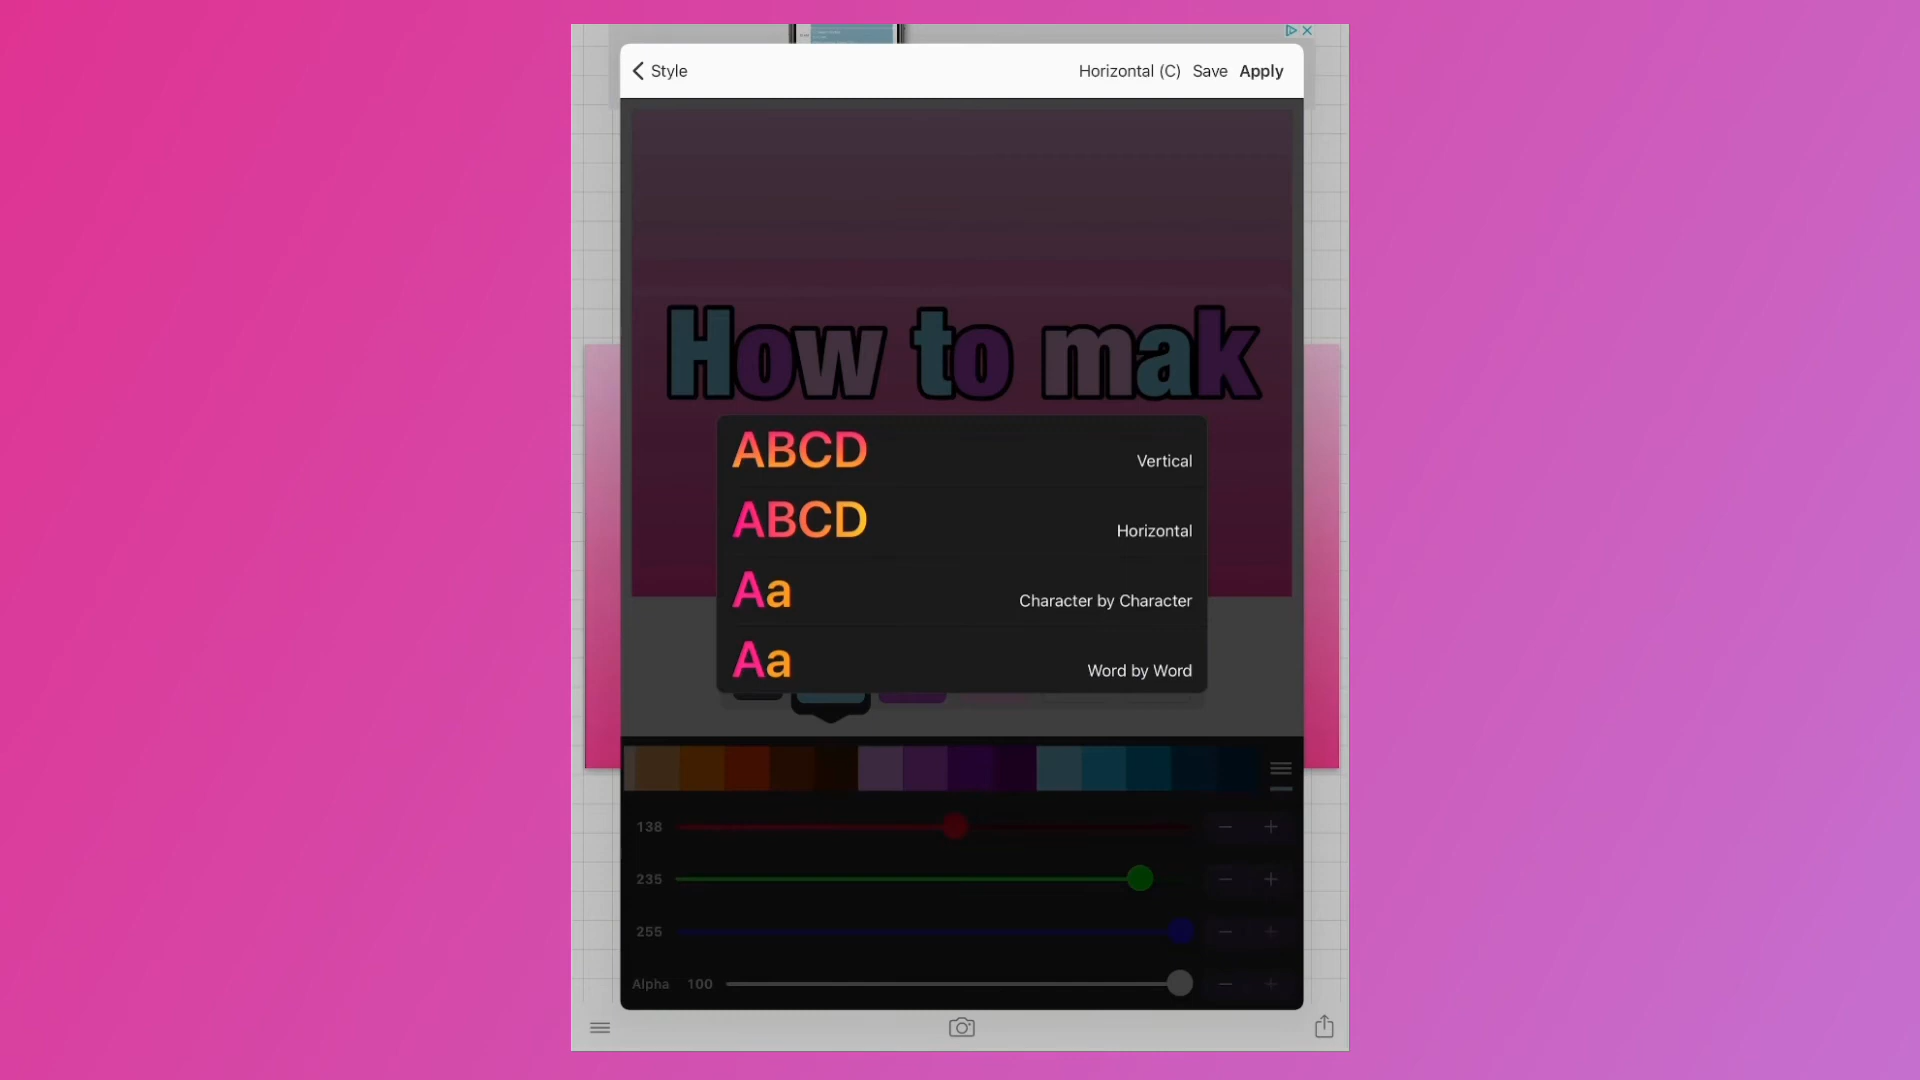 Style
Horizontal (C) Save Apply
How to mak
ABCD Vertical
ABCD Horizontal
Aa Character by Character
Aa Word by Word
138
235
255
Alpha 100